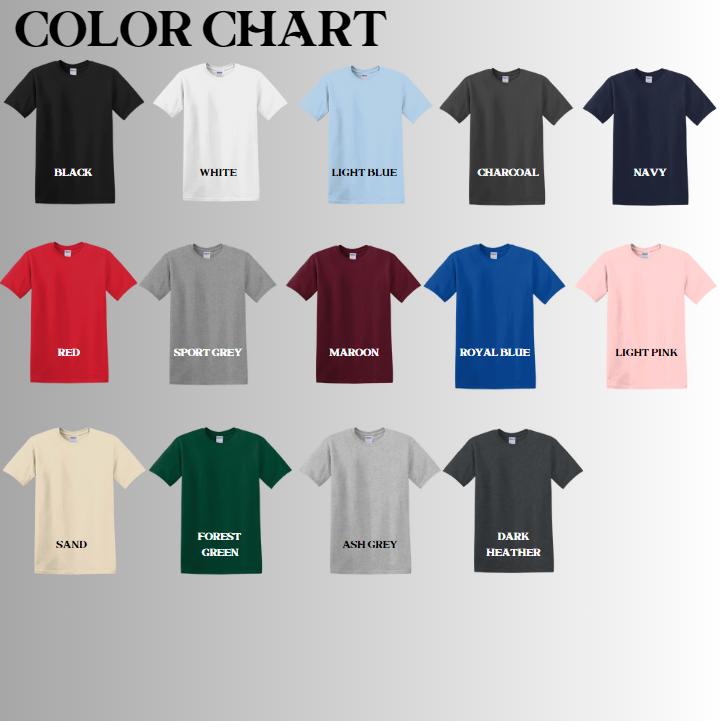 COLOR CHART
BLACK
WHITE
LIGHT BLUE
CHARCOAL
NAVY
RED
SPORT GREY
MAROON
ROYAL BLUE
LIGHT PINK
SAND
FOREST
GREEN
ASH GREY
DARK
HEATHER